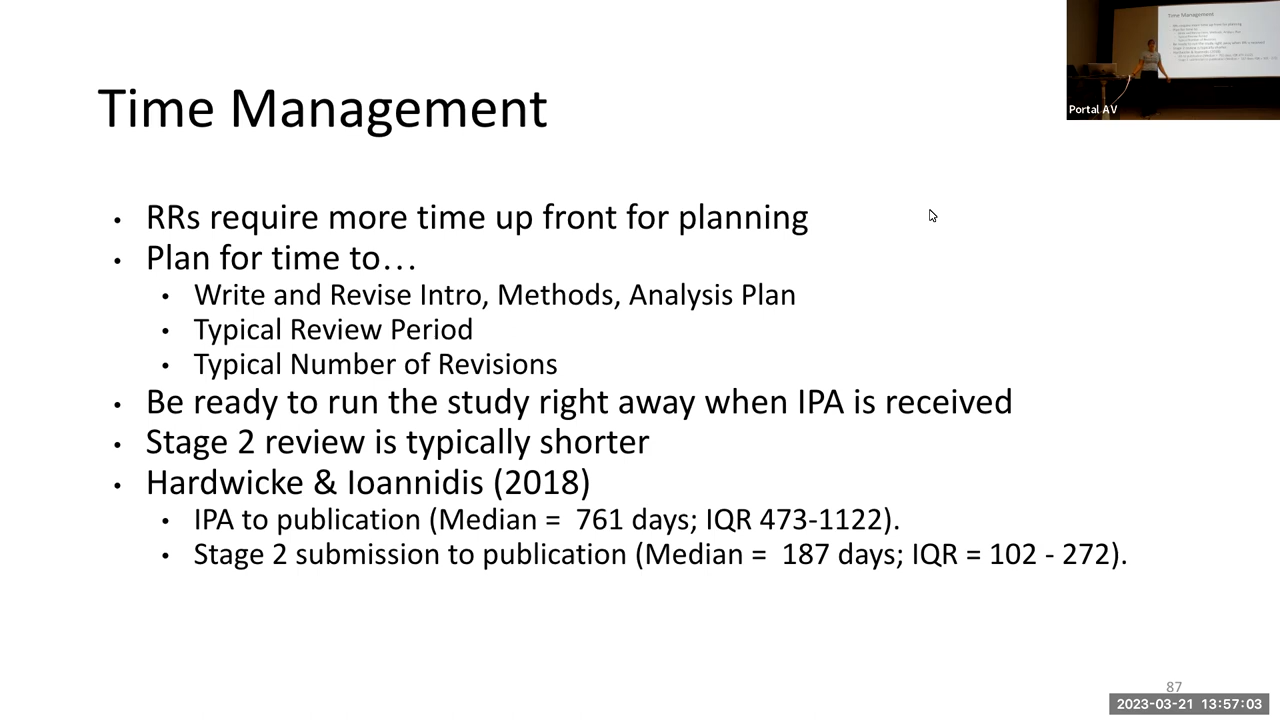 Time Management
• RRs require more time up front for planning
• Plan for time to…
• Write and Revise Intro, Methods, Analysis Plan
• Typical Review Period
• Typical Number of Revisions
• Be ready to run the study right away when IPA is received
• Stage 2 review is typically shorter
• Hardwicke & Ioannidis (2018)
• IPA to publication (Median =  761 days; IQR 473-1122).
• Stage 2 submission to publication (Median =  187 days; IQR = 102 - 272).
Time Management
Portal AV
87
2023-03-21 13:57:03